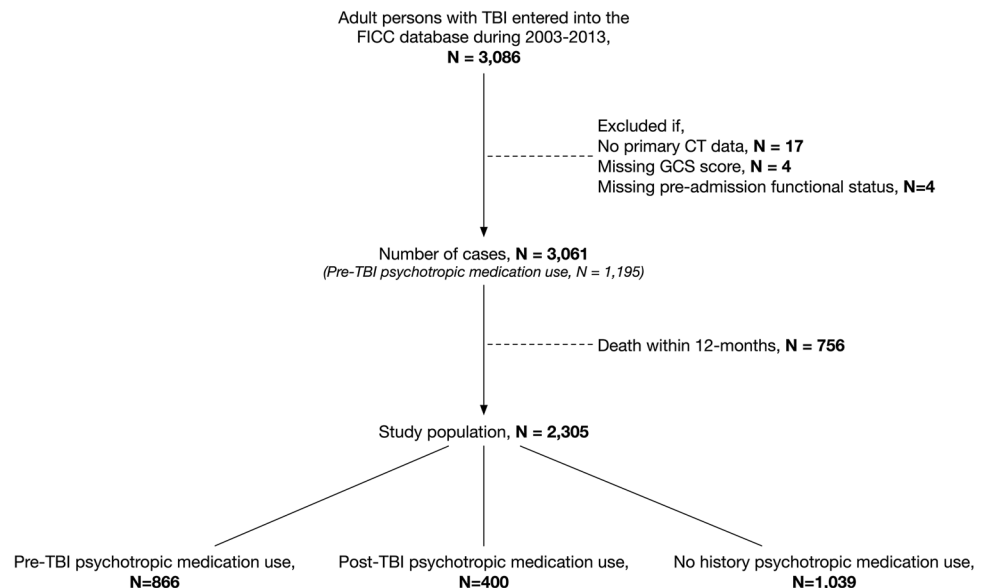 Adult persons with TBI entered into the
FICC database during 2003-2013,
N = 3,086
Excluded if,
No primary CT data, N = 17
Missing GCS score, N = 4
Missing pre-admission functional status, N=4
Number of cases, N = 3,061
(Pre-TBI psychotropic medication use, N = 1,195)
Death within 12-months, N = 756
Study population, N = 2,305
Pre-TBI psychotropic medication use,
N=866
Post-TBI psychotropic medication use,
N=400
No history psychotropic medication use,
N=1,039